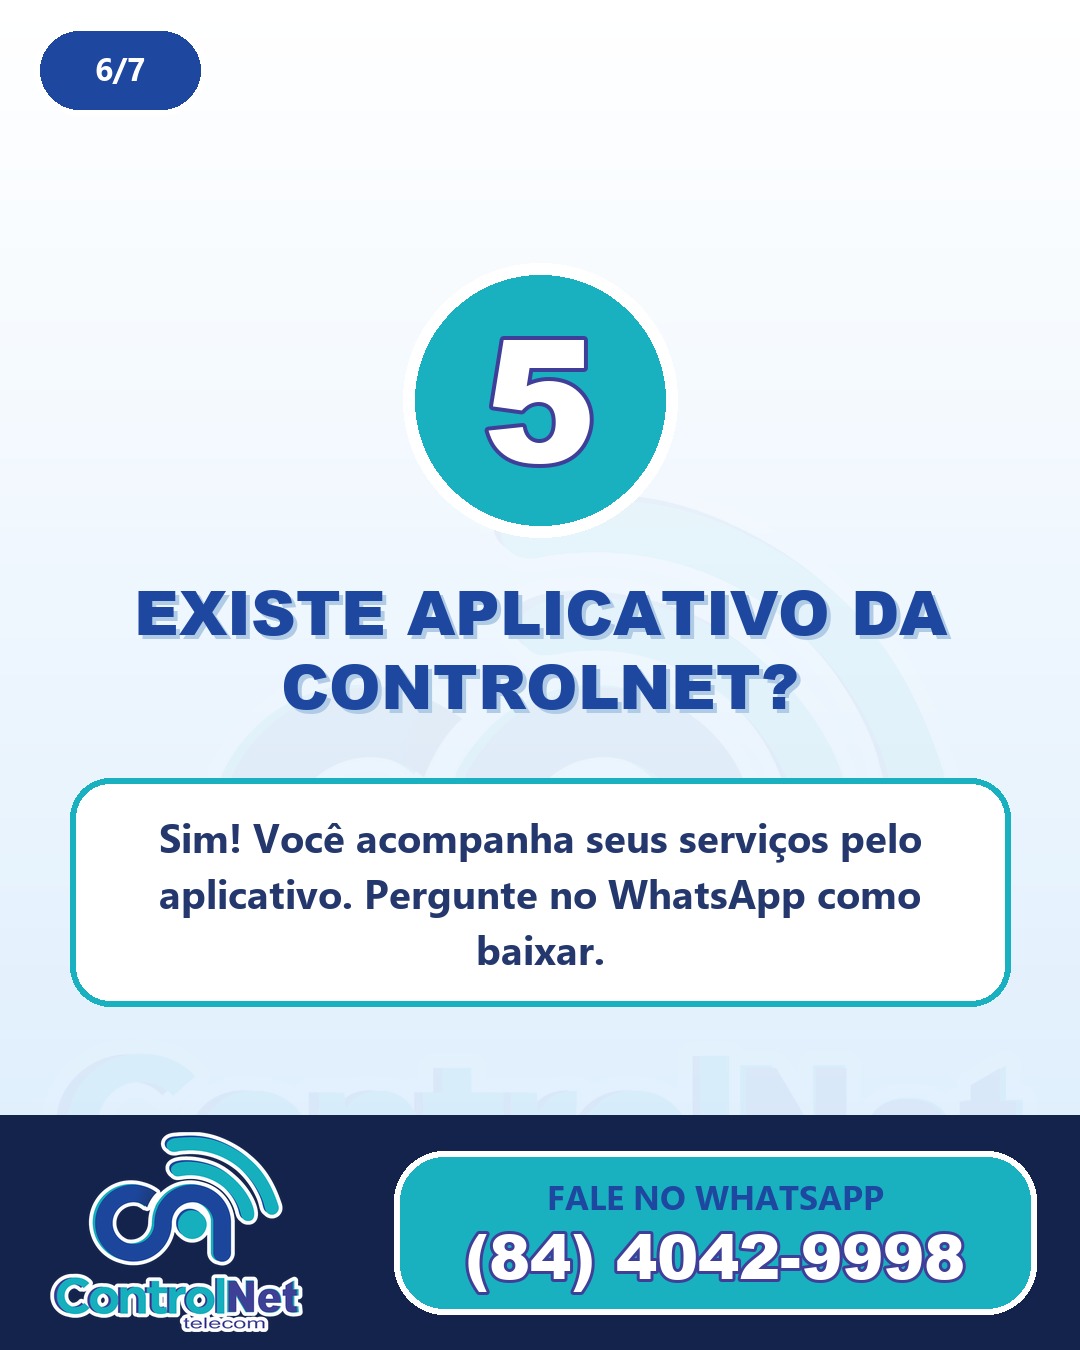 6/7
5
EXISTE APLICATIVO DA
CONTROLNET?
Sim! Você acompanha seus serviços pelo
aplicativo. Pergunte no WhatsApp como
baixar.
ControlNet
ControlNet
telecom
FALE NO WHATSAPP
(84) 4042-9998